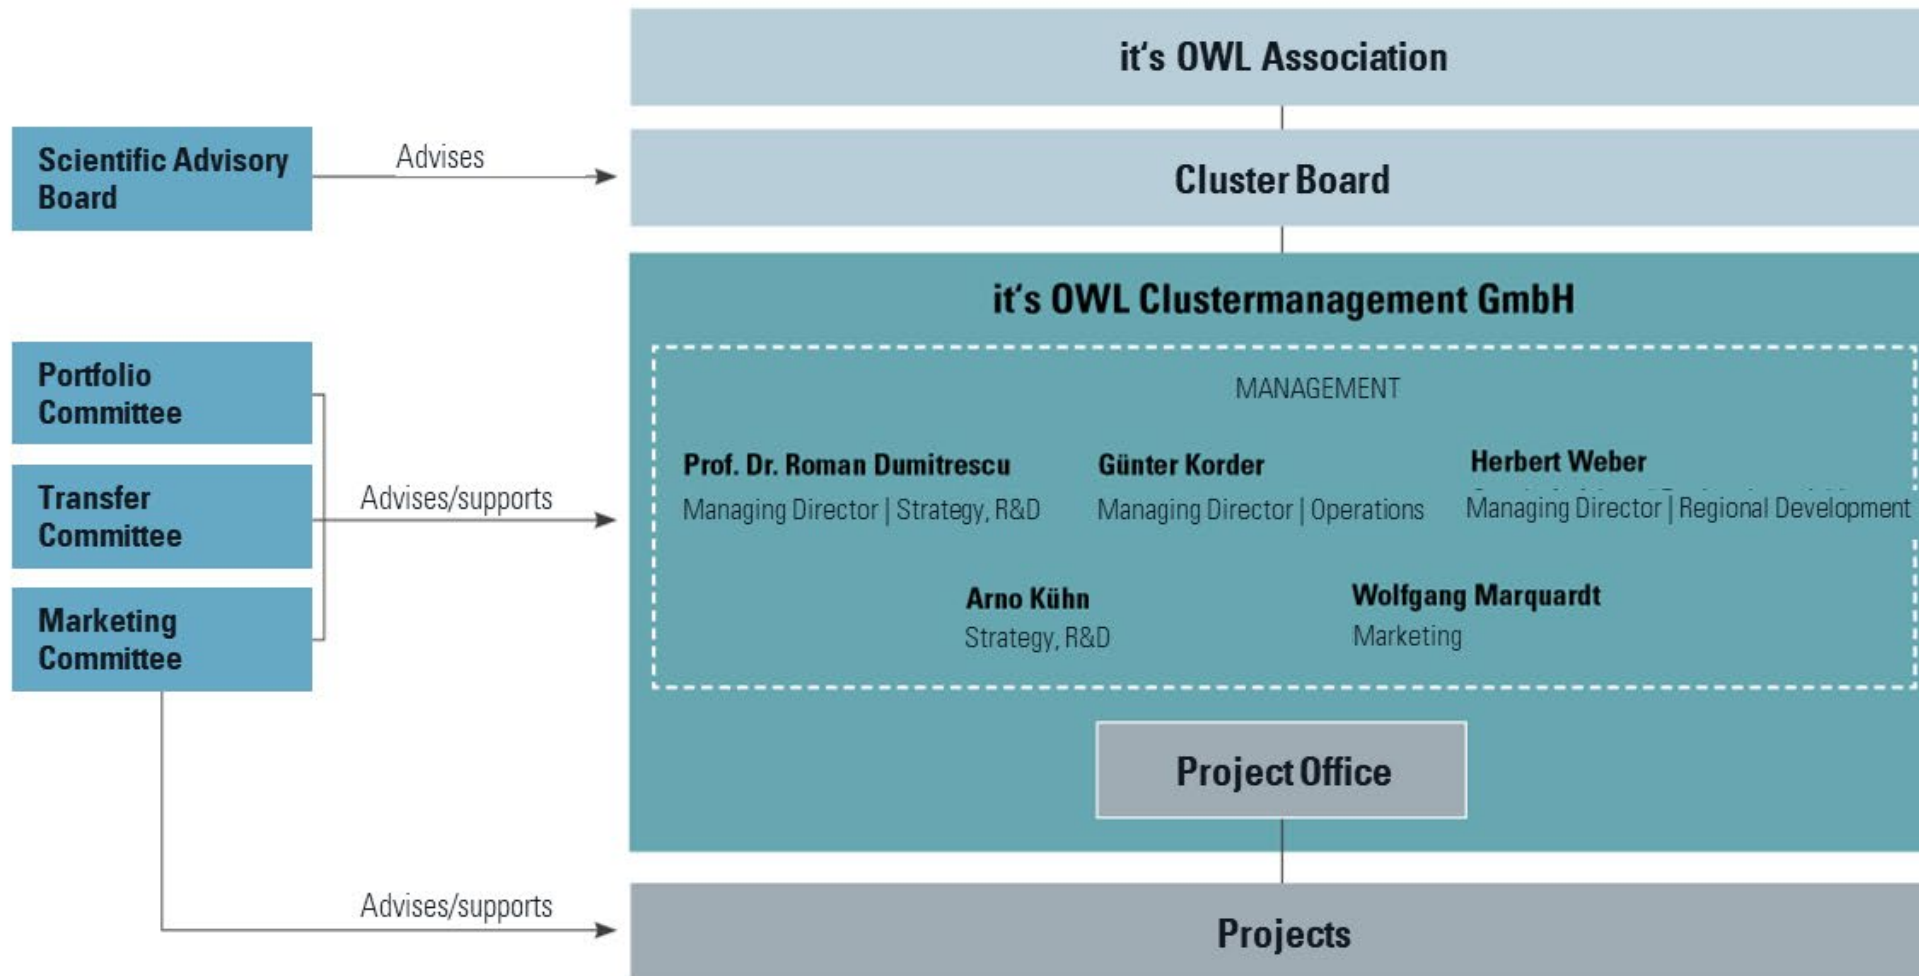 it's OWL Association
Scientific Advisory
Board
Advises
Cluster Board
it's OWL Clustermanagement GmbH
MANAGEMENT
Portfolio
Committee
Transfer
Committee
Marketing
Committee
Advises/supports
Prof. Dr. Roman Dumitrescu
Managing Director | Strategy, R&D
Günter Korder
Managing Director | Operations
Herbert Weber
Managing Director | Regional Development
Arno Kühn
Strategy, R&D
Wolfgang Marquardt
Marketing
Project Office
Advises/supports
Projects